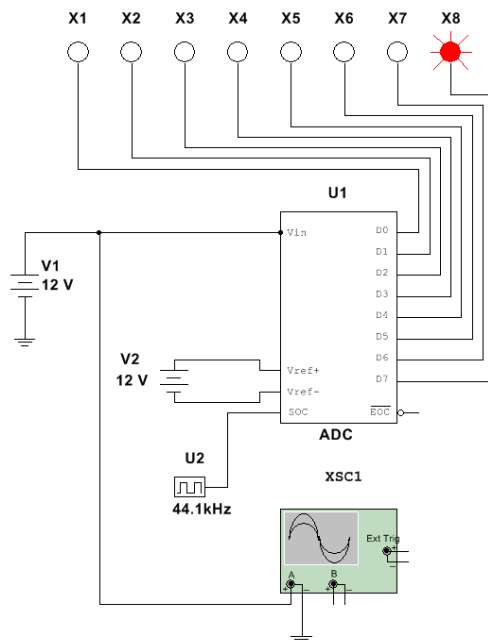 X1 X2 X3 X4 X5 X6 X7 X8
U1
Vin D0
D1
V1
12 V
D2
D3
D4
D5
V2
12 V
D6
Vref+
D7
Vref-
SOC EOC
ADC
U2
44.1kHz
XSC1
Ext Trig
+
−
A B
+ − + −